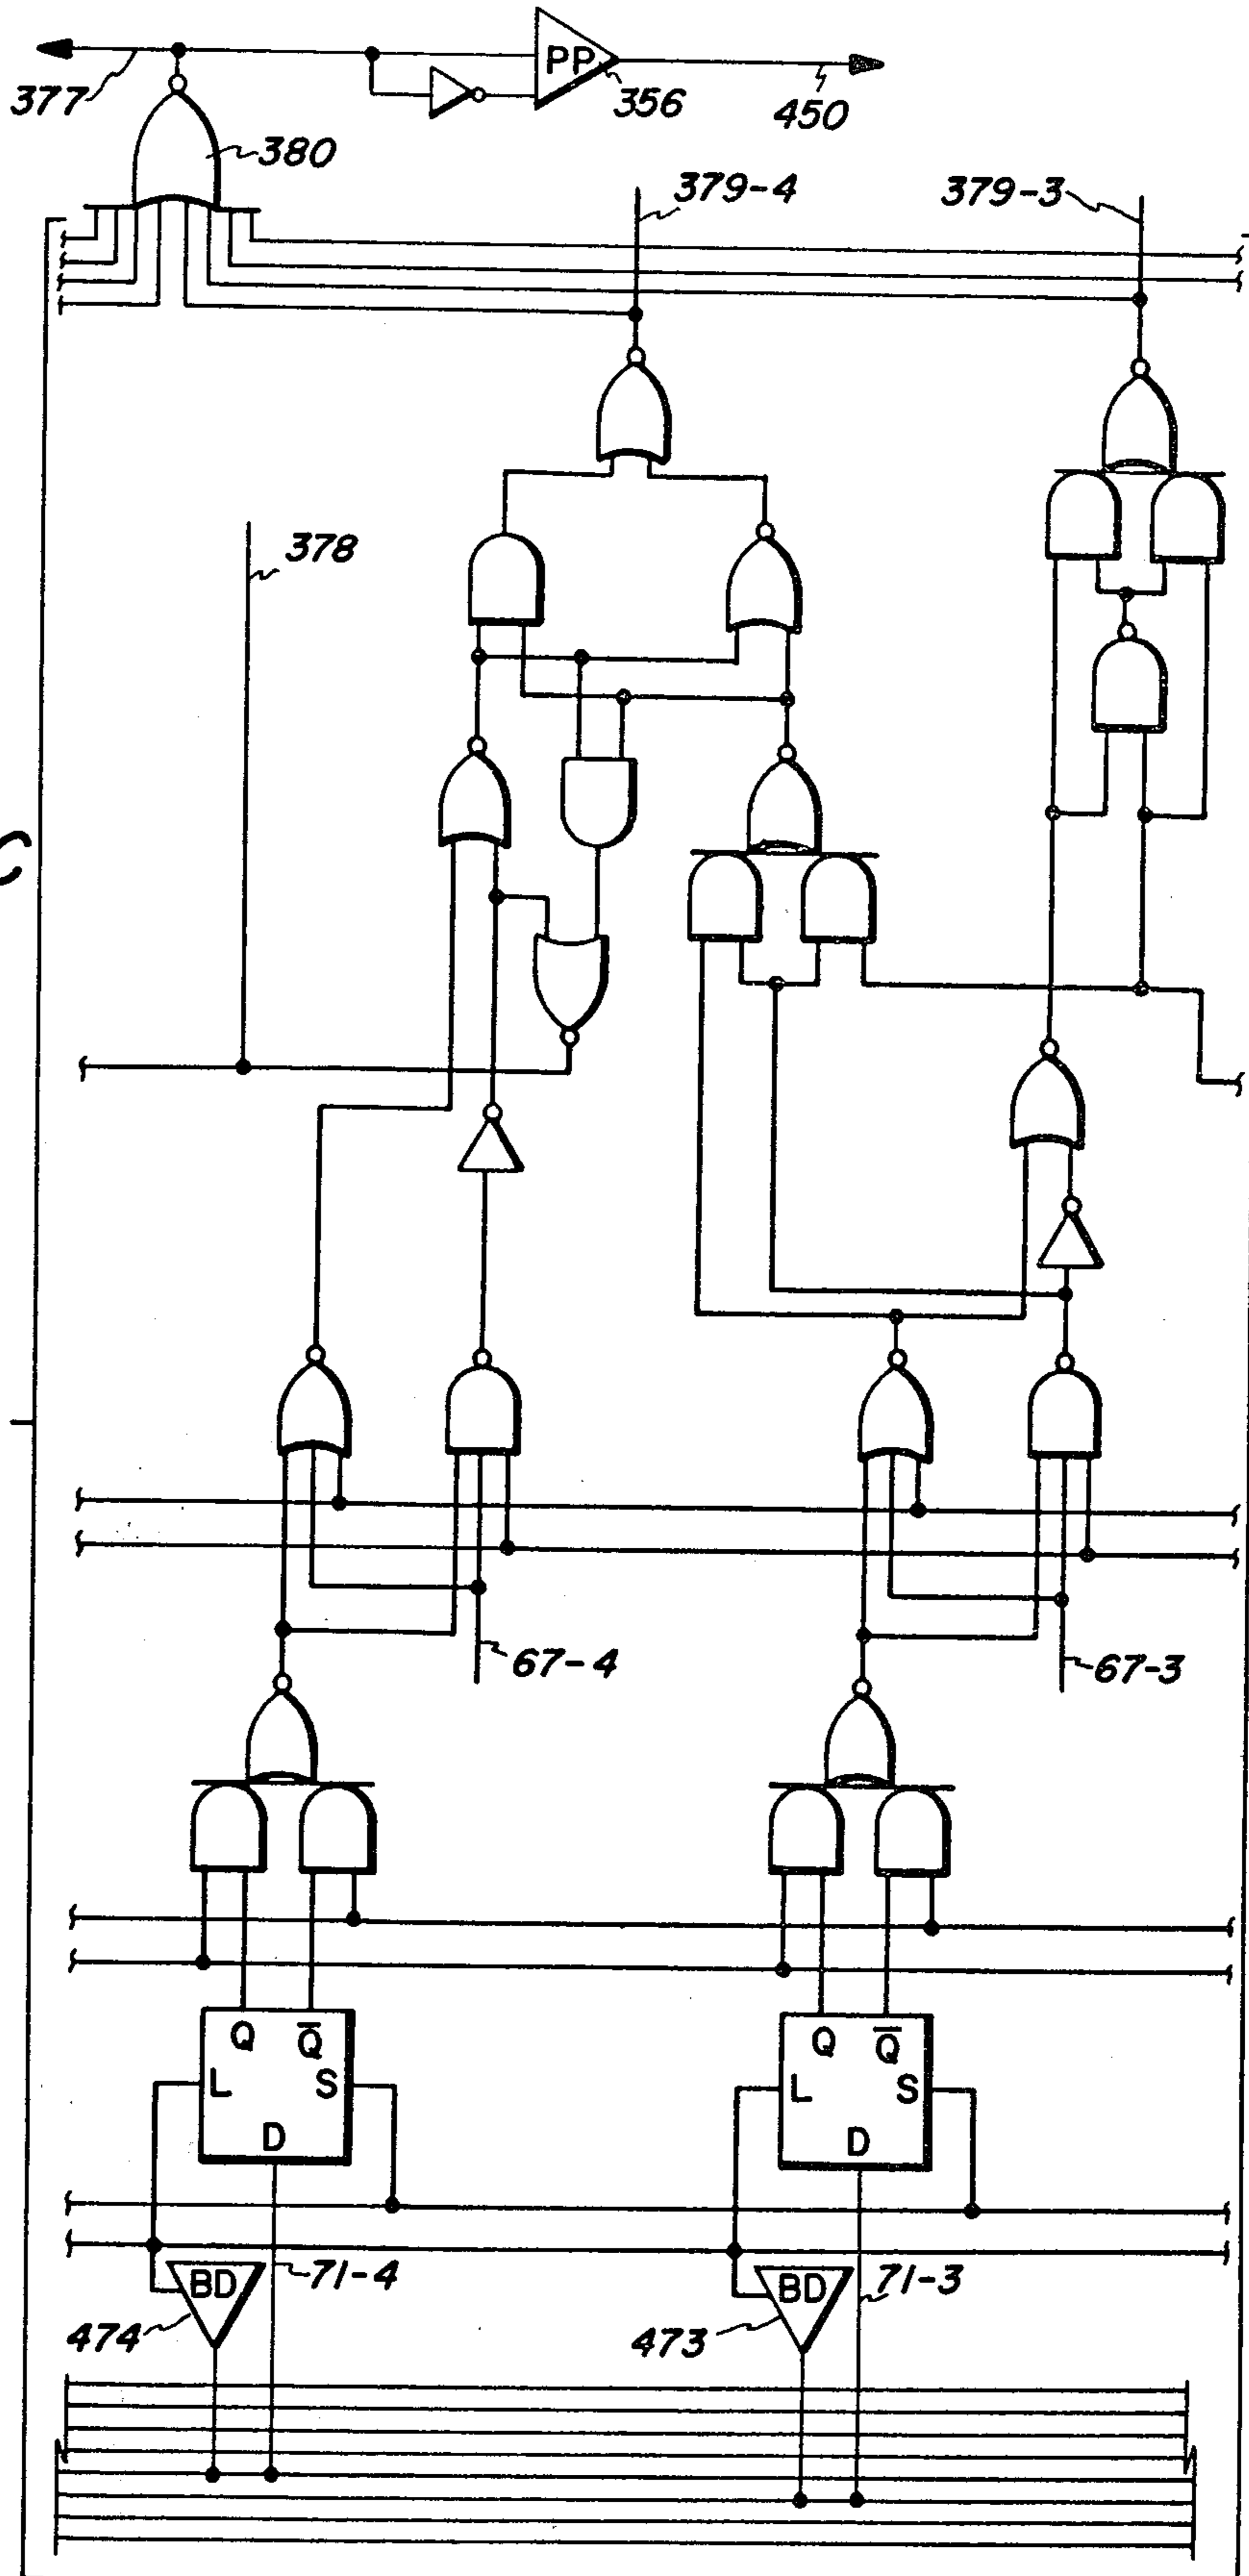 PP
356
377
450
380
379-4
379-3
378
C
67-4
67-3
Q Q̅
L S
D
Q Q̅
L S
D
BD
71-4
BD
71-3
474
473